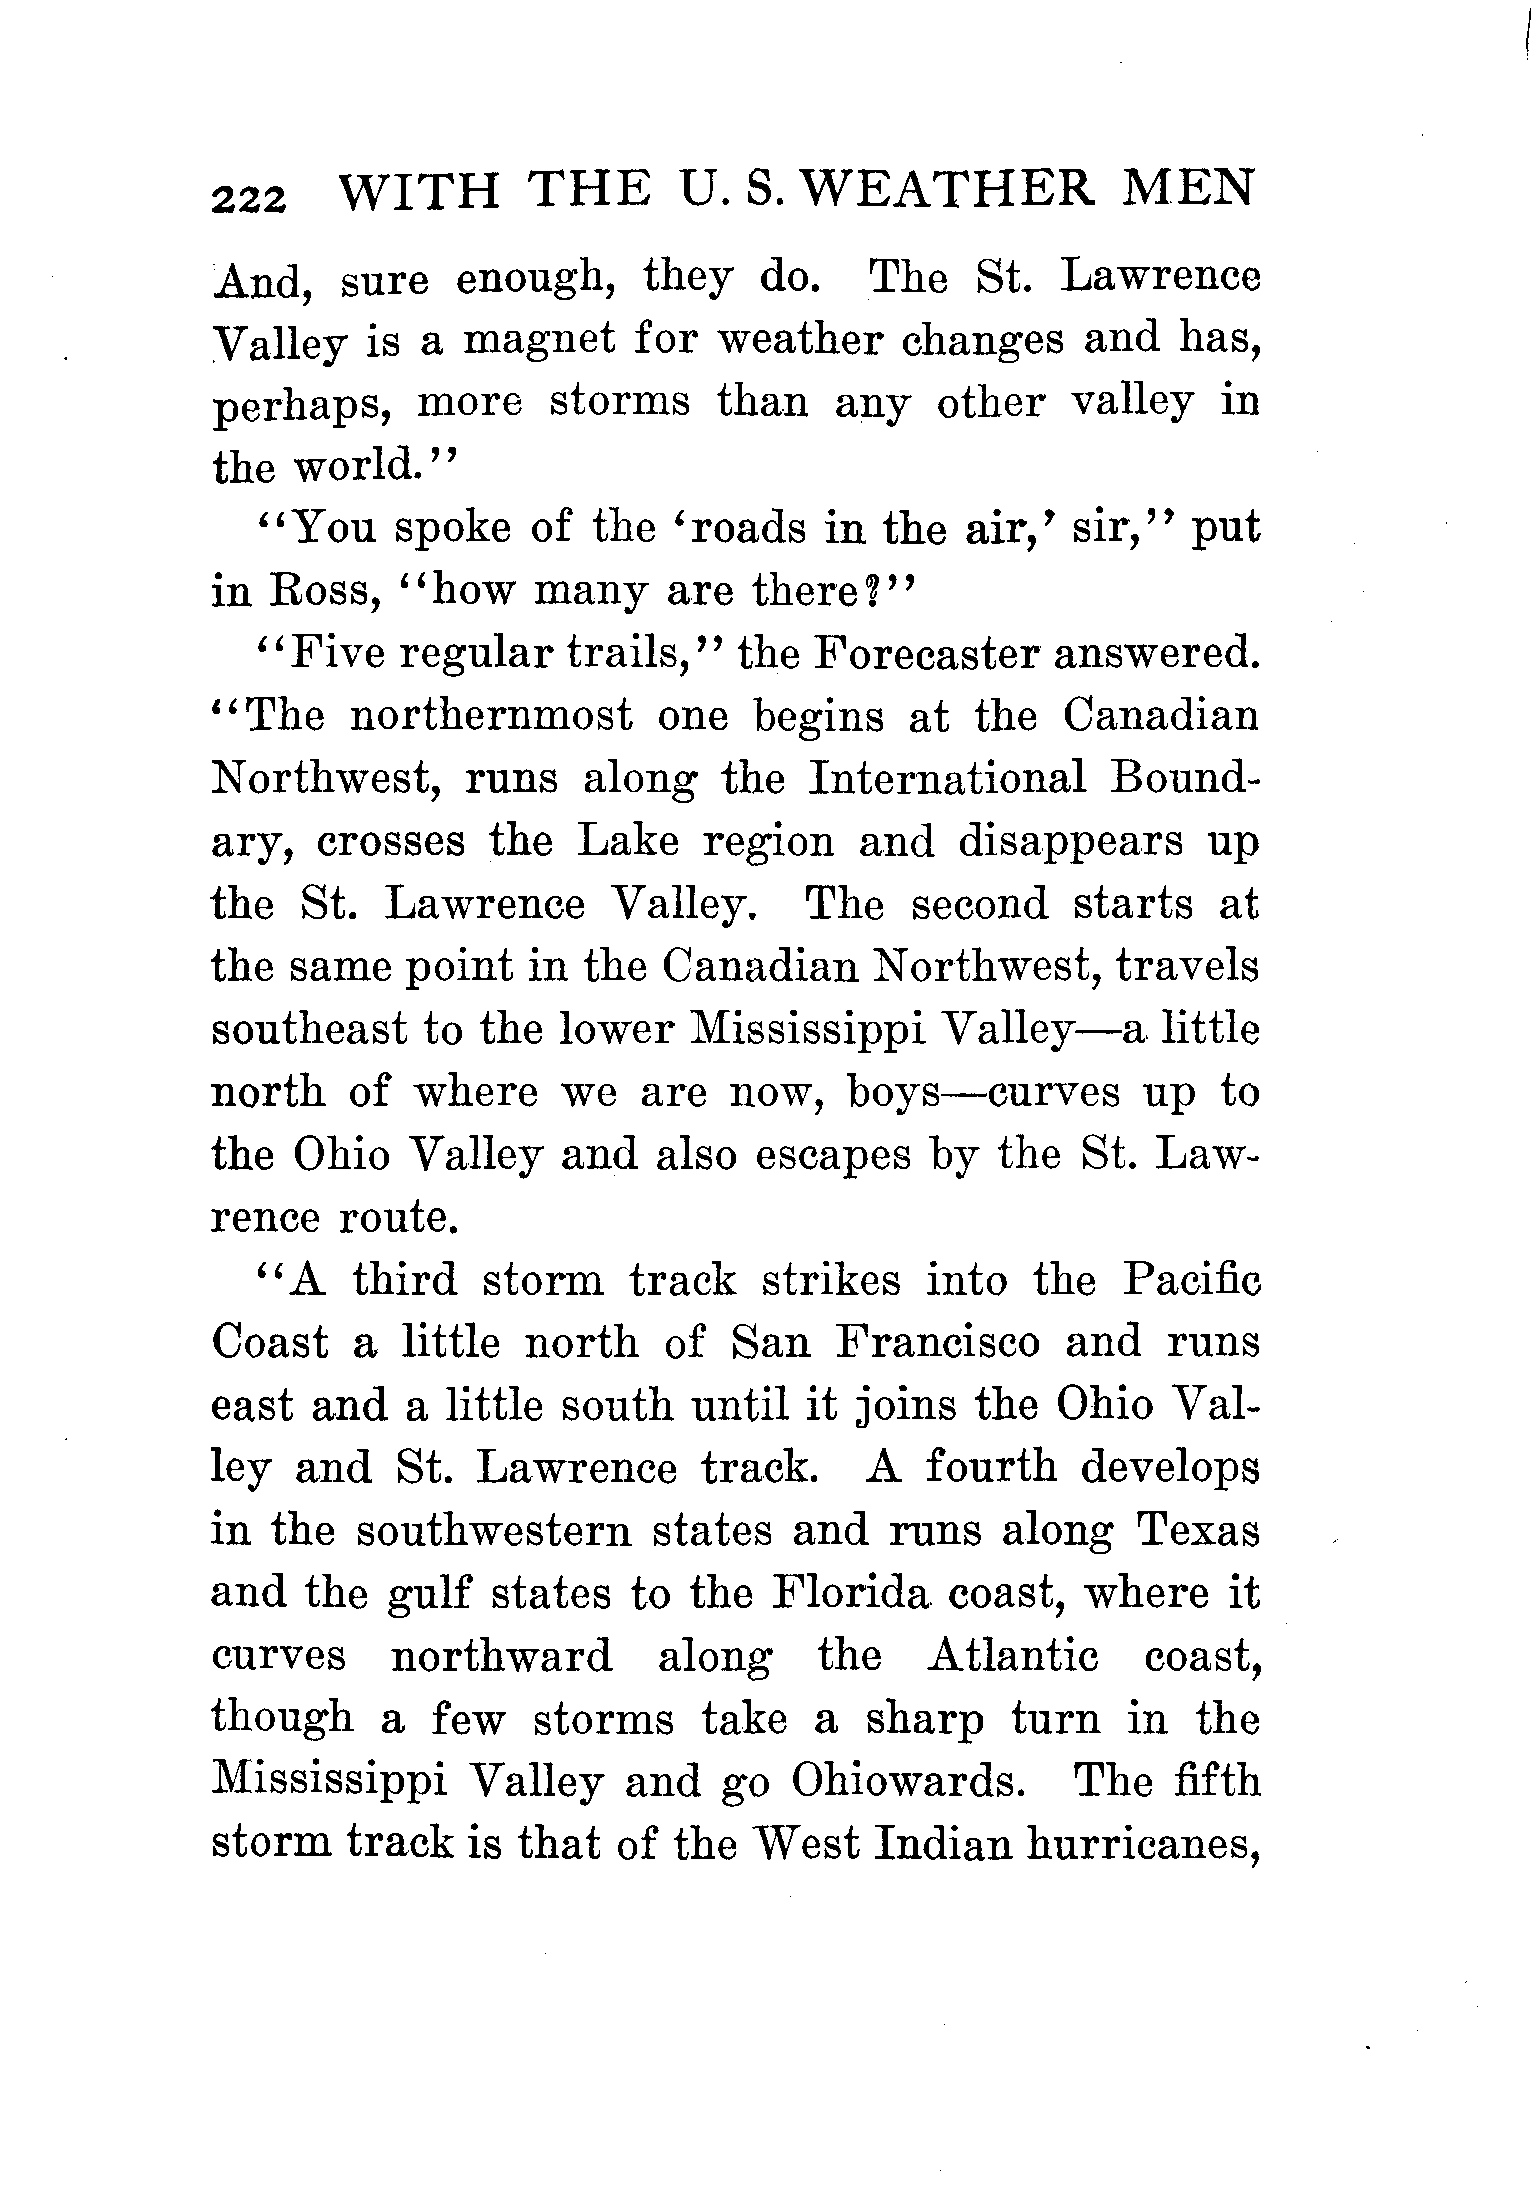 222 WITH THE U. S. WEATHER MEN
And, sure enough, they do. The St. Lawrence
Valley is a magnet for weather changes and has,
perhaps, more storms than any other valley in
the world.''
''You spoke of the 'roads in the air,' sir,'' put
in Ross, ''how many are there?''
''Five regular trails,'' the Forecaster answered.
''The northernmost one begins at the Canadian
Northwest, runs along the International Bound-
ary, crosses the Lake region and disappears up
the St. Lawrence Valley. The second starts at
the same point in the Canadian Northwest, travels
southeast to the lower Mississippi Valley—a little
north of where we are now, boys—curves up to
the Ohio Valley and also escapes by the St. Law-
rence route.
''A third storm track strikes into the Pacific
Coast a little north of San Francisco and runs
east and a little south until it joins the Ohio Val-
ley and St. Lawrence track. A fourth develops
in the southwestern states and runs along Texas
and the gulf states to the Florida coast, where it
curves northward along the Atlantic coast,
though a few storms take a sharp turn in the
Mississippi Valley and go Ohiowards. The fifth
storm track is that of the West Indian hurricanes,